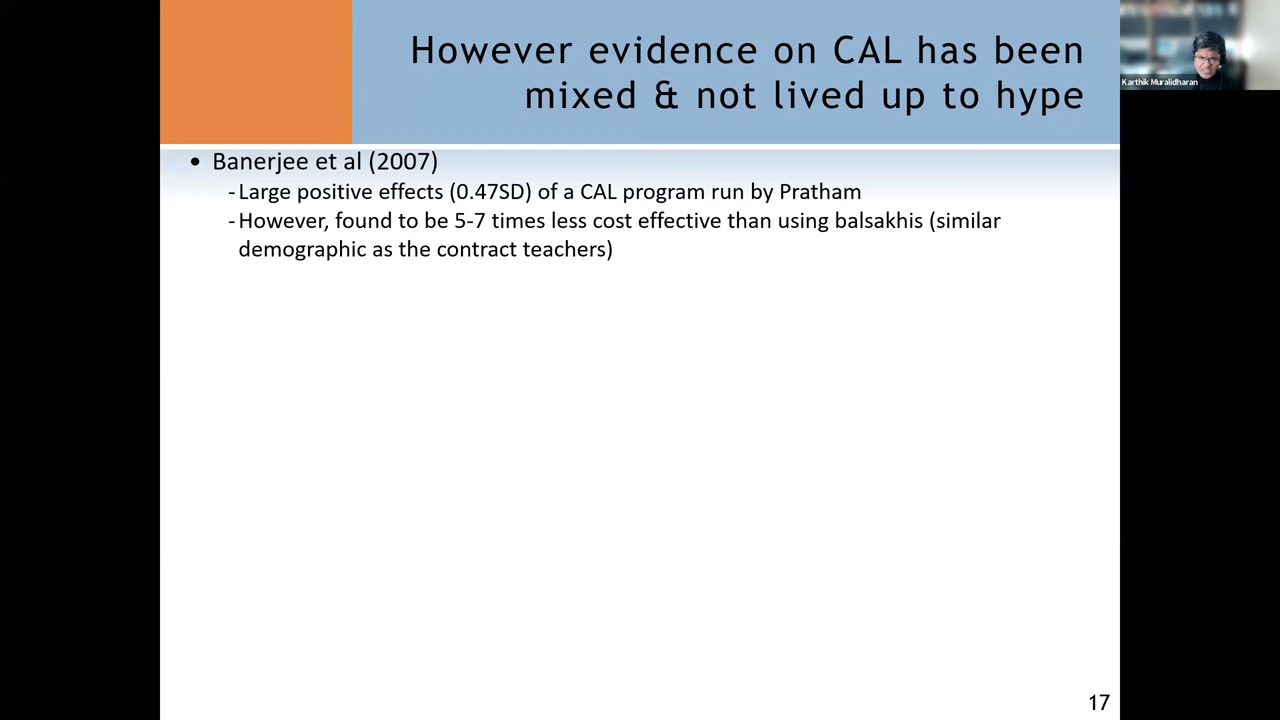 However evidence on CAL has been
mixed & not lived up to hype
Karthik Muralidharan
• Banerjee et al (2007)
-Large positive effects (0.47SD) of a CAL program run by Pratham
-However, found to be 5-7 times less cost effective than using balsakhis (similar
demographic as the contract teachers)
17